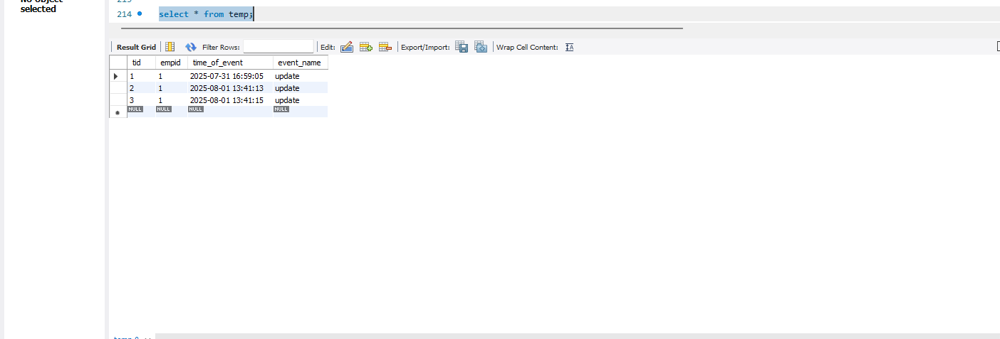 No object
selected
214 select * from temp;
Result Grid Filter Rows: Edit: Export/Import: Wrap Cell Content:
tid empid time_of_event event_name
1 1 2025-07-31 16:59:05 update
2 1 2025-08-01 13:41:13 update
3 1 2025-08-01 13:41:15 update
NULL NULL NULL NULL